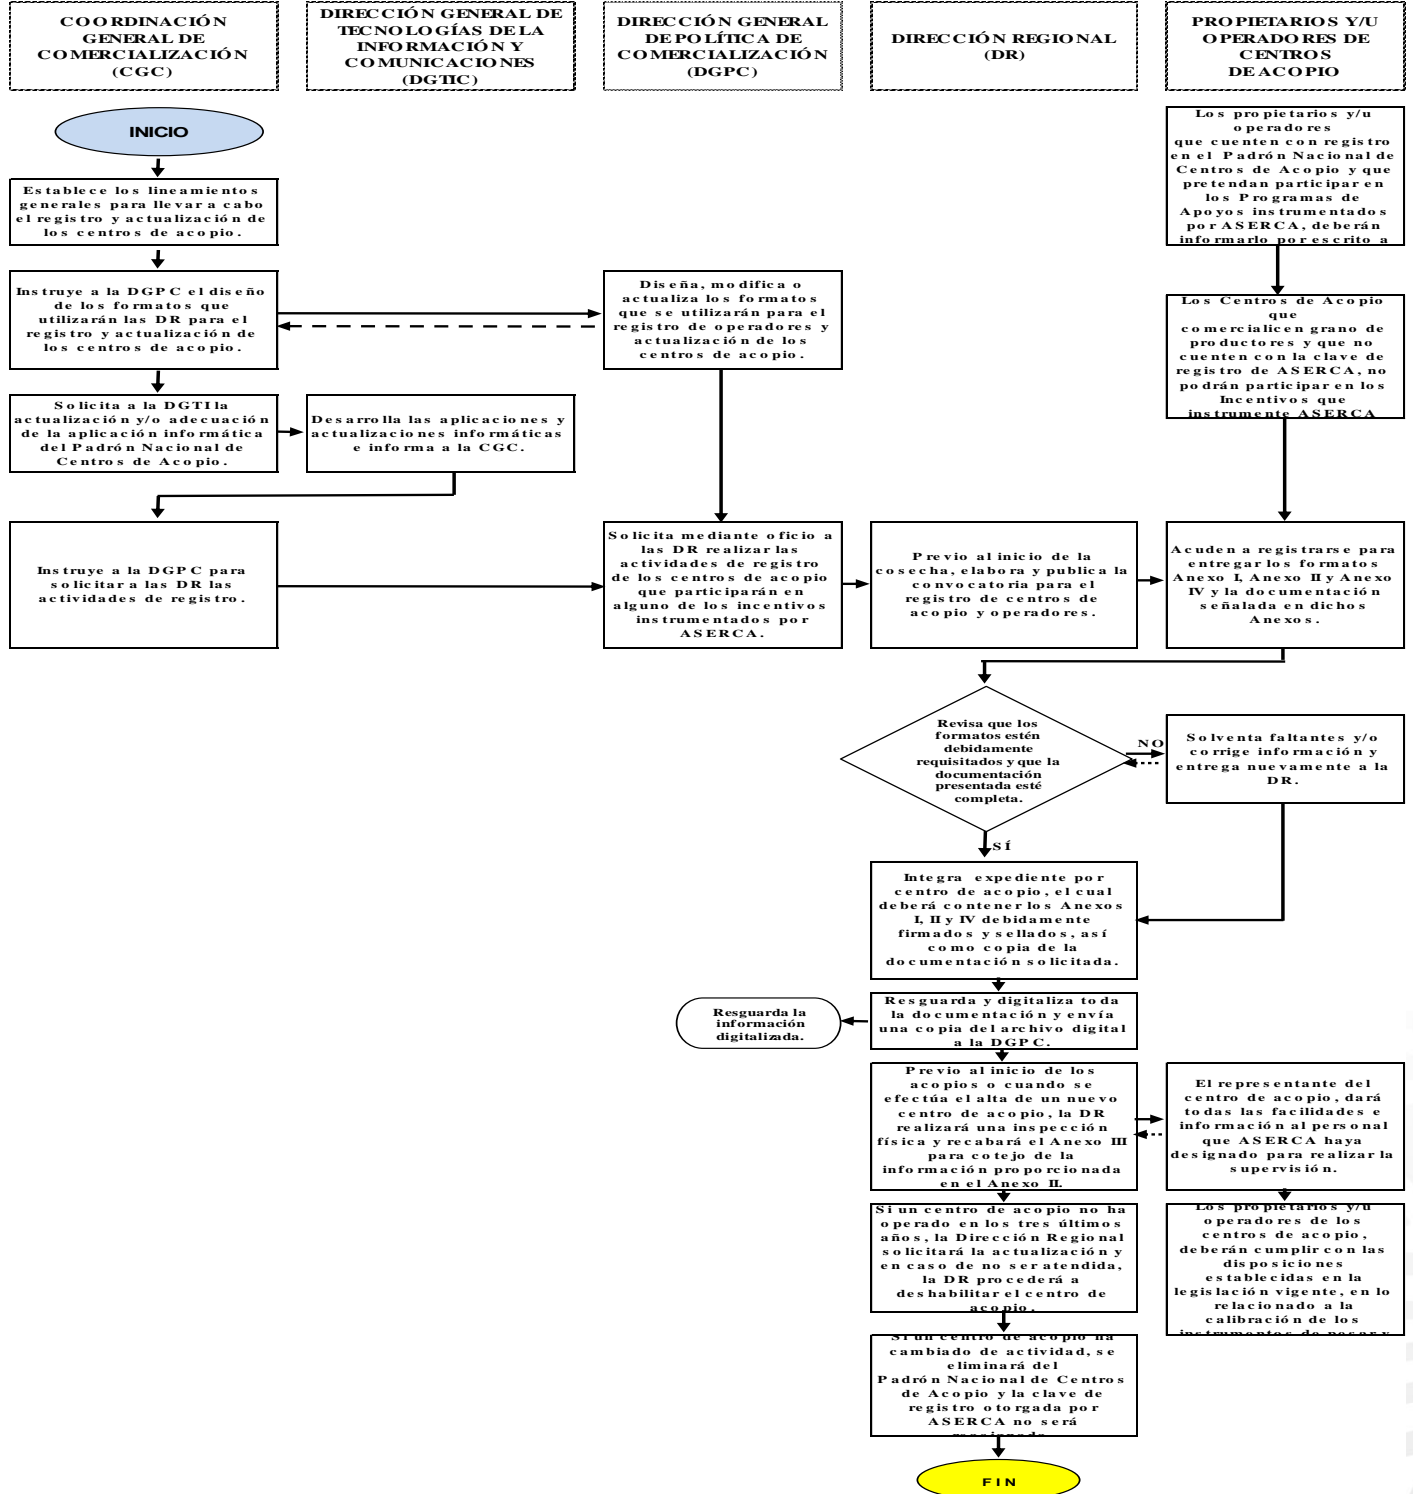 COORDINACIÓN
GENERAL DE
COMERCIALIZACIÓN
(CGC)
DIRECCIÓN GENERAL DE
TECNOLOGÍAS DE LA
INFORMACIÓN Y
COMUNICACIONES
(DGTIC)
DIRECCIÓN GENERAL
DE POLÍTICA DE
COMERCIALIZACIÓN
(DGPC)
DIRECCIÓN REGIONAL
(DR)
PROPIETARIOS Y/U
OPERADORES DE
CENTROS
DE ACOPIO
INICIO
Los propietarios y/u
operadores
que cuenten con registro
en el Padrón Nacional de
Centros de Acopio y que
pretendan participar en
los Programas de
Apoyos instrumentados
por ASERCA, deberán
informarlo por escrito a
Establece los lineamientos
generales para llevar a cabo
el registro y actualización de
los centros de acopio.
Instruye a la DGPC el diseño
de los formatos que
utilizarán las DR para el
registro y actualización de
los centros de acopio.
Diseña, modifica o
actualiza los formatos
que se utilizarán para el
registro de operadores y
actualización de los
centros de acopio.
Los Centros de Acopio
que
comercialicen grano de
productores y que no
cuenten con la clave de
registro de ASERCA, no
podrán participar en los
Incentivos que
instrumente ASERCA
Solicita a la DGTI la
actualización y/o adecuación
de la aplicación informática
del Padrón Nacional de
Centros de Acopio.
Desarrolla las aplicaciones y
actualizaciones informáticas
e informa a la CGC.
Instruye a la DGPC para
solicitar a las DR las
actividades de registro.
Solicita mediante oficio a
las DR realizar las
actividades de registro
de los centros de acopio
que participarán en
alguno de los incentivos
instrumentados por
ASERCA.
Previo al inicio de la
cosecha, elabora y publica la
convocatoria para el
registro de centros de
acopio y operadores.
Acuden a registrarse para
entregar los formatos
Anexo I, Anexo II y Anexo
IV y la documentación
señalada en dichos
Anexos.
Revisa que los
formatos estén
debidamente
requisitados y que la
documentación
presentada esté
completa.
NO
Solventa faltantes y/o
corrige información y
entrega nuevamente a la
DR.
SÍ
Integra expediente por
centro de acopio, el cual
deberá contener los Anexos
I, II y IV debidamente
firmados y sellados, así
como copia de la
documentación solicitada.
Resguarda la
información
digitalizada.
Resguarda y digitaliza toda
la documentación y envía
una copia del archivo digital
a la DGPC.
Previo al inicio de los
acopios o cuando se
efectúa el alta de un nuevo
centro de acopio, la DR
realizará una inspección
física y recabará el Anexo III
para cotejo de la
información proporcionada
en el Anexo II.
El representante del
centro de acopio, dará
todas las facilidades e
información al personal
que ASERCA haya
designado para realizar la
supervisión.
Si un centro de acopio no ha
operado en los tres últimos
años, la Dirección Regional
solicitará la actualización y
en caso de no ser atendida,
la DR procederá a
deshabilitar el centro de
acopio.
Los propietarios y/u
operadores de los
centros de acopio,
deberán cumplir con las
disposiciones
establecidas en la
legislación vigente, en lo
relacionado a la
calibración de los
instrumentos de pesar y
Si un centro de acopio ha
cambiado de actividad, se
eliminará del
Padrón Nacional de Centros
de Acopio y la clave de
registro otorgada por
ASERCA no será
FIN